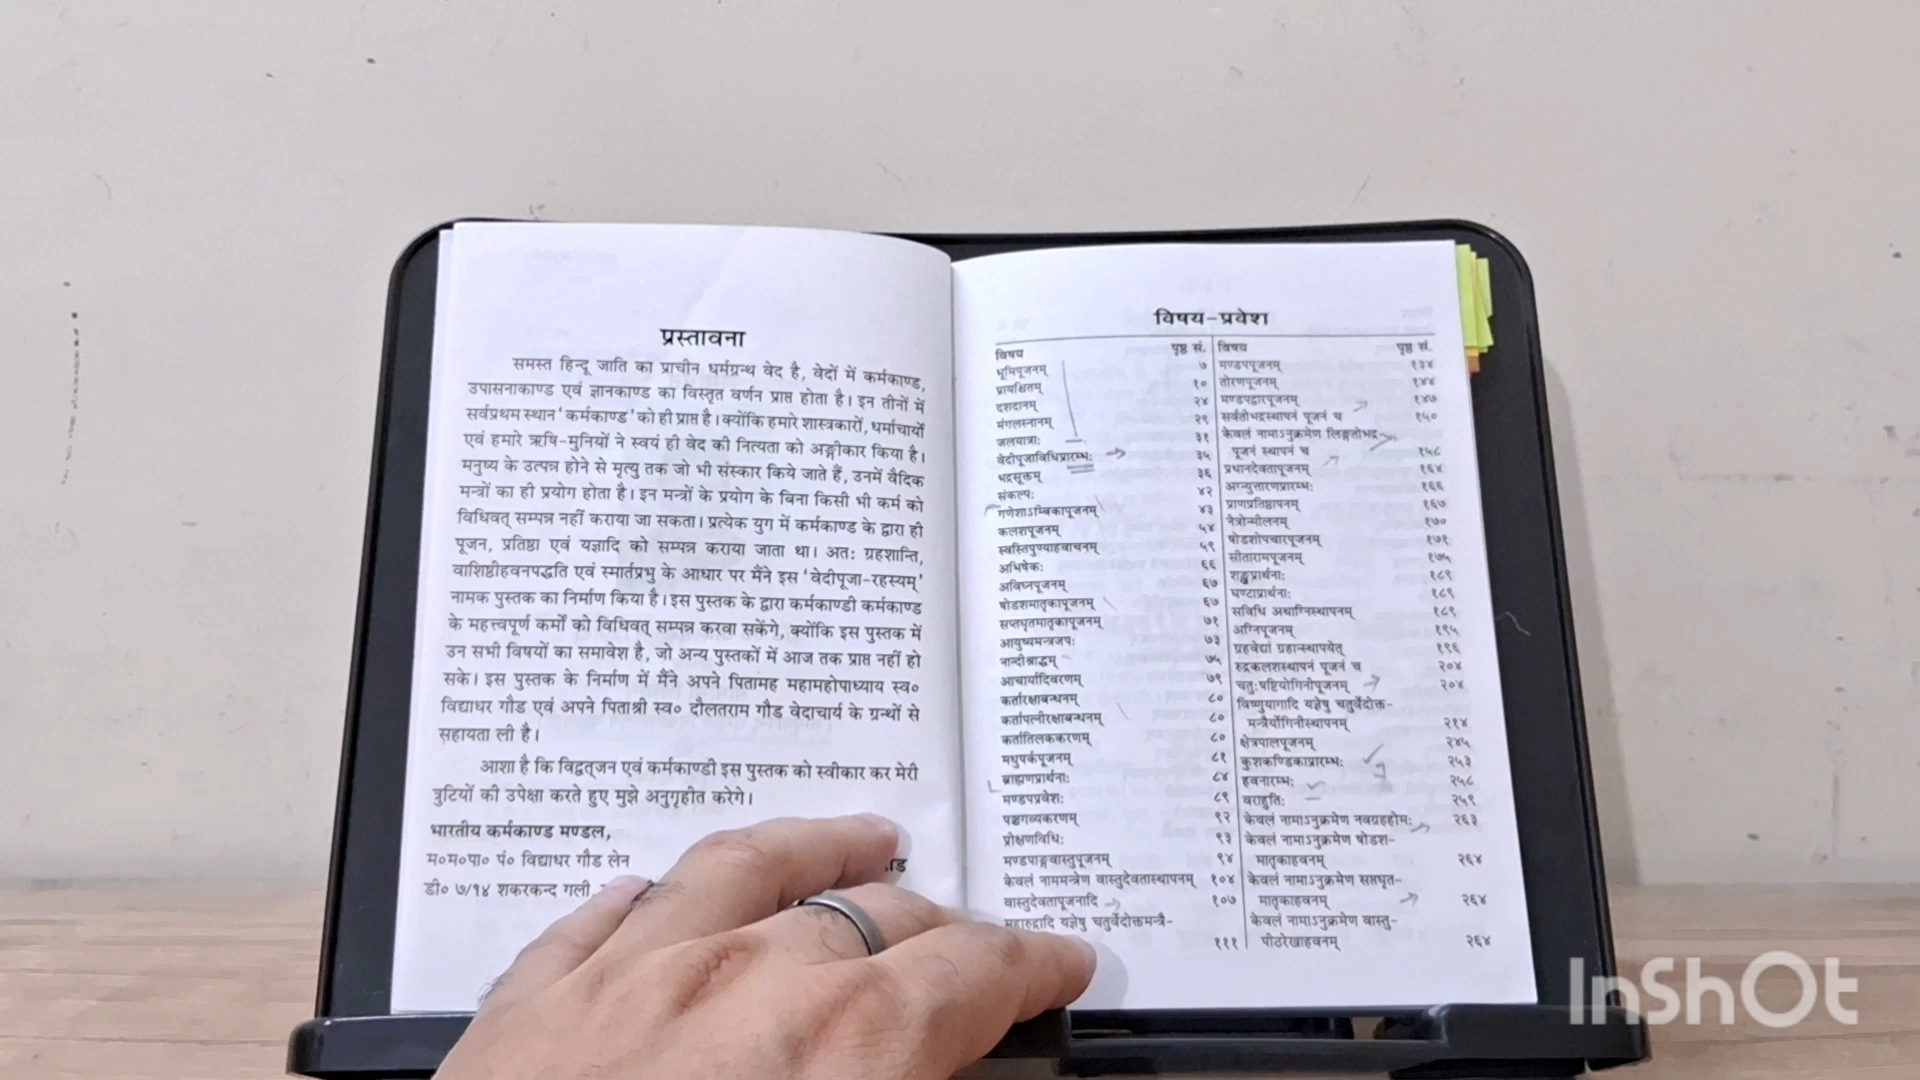 प्रस्तावना
समस्त हिन्दू जाति का प्राचीन धर्मग्रन्थ वेद है, वेदों में कर्मकाण्ड,
उपासनाकाण्ड एवं ज्ञानकाण्ड का विस्तृत वर्णन प्राप्त होता है। इन तीनों में
सर्वप्रथम स्थान 'कर्मकाण्ड' को ही प्राप्त है। क्योंकि हमारे शास्त्रकारों, धर्माचार्यों
एवं हमारे ऋषि-मुनियों ने स्वयं ही वेद की नित्यता को अङ्गीकार किया है।
मनुष्य के उत्पन्न होने से मृत्यु तक जो भी संस्कार किये जाते हैं, उनमें वैदिक
मन्त्रों का ही प्रयोग होता है। इन मन्त्रों के प्रयोग के बिना किसी भी कर्म को
विधिवत् सम्पन्न नहीं कराया जा सकता। प्रत्येक युग में कर्मकाण्ड के द्वारा ही
पूजन, प्रतिष्ठा एवं यज्ञादि को सम्पन्न कराया जाता था। अतः ग्रहशान्ति,
वाशिष्ठीहवनपद्धति एवं स्मार्तप्रभु के आधार पर मैंने इस 'वेदीपूजा-रहस्यम्'
नामक पुस्तक का निर्माण किया है। इस पुस्तक के द्वारा कर्मकाण्डी कर्मकाण्ड
के महत्त्वपूर्ण कर्मों को विधिवत् सम्पन्न करवा सकेंगे, क्योंकि इस पुस्तक में
उन सभी विषयों का समावेश है, जो अन्य पुस्तकों में आज तक प्राप्त नहीं हो
सके। इस पुस्तक के निर्माण में मैंने अपने पितामह महामहोपाध्याय स्व०
विद्याधर गौड एवं अपने पिताश्री स्व० दौलतराम गौड वेदाचार्य के ग्रन्थों से
सहायता ली है।
आशा है कि विद्वत्जन एवं कर्मकाण्डी इस पुस्तक को स्वीकार कर मेरी
त्रुटियों की उपेक्षा करते हुए मुझे अनुगृहीत करेगे।
भारतीय कर्मकाण्ड मण्डल,
म०म०पा० पं० विद्याधर गौड लेन
डी० ७/१४ शकरकन्द गली
विषय-प्रवेश
विषय पृष्ठ सं.
भूमिपूजनम् ७
प्रायश्चितम् १०
दशदानम् २४
मंगलस्नानम् २९
जलयात्राः ३१
वेदीपूजाविधिप्रारम्भः ३५
भद्रसूक्तम् ३६
संकल्पः ४२
गणेशाऽम्बिकापूजनम् ४३
कलशपूजनम् ५४
स्वस्तिपुण्याहवाचनम् ५९
अभिषेकः ६६
अविघ्नपूजनम् ६७
षोडशमातृकापूजनम् ६७
सप्तघृतमातृकापूजनम् ७१
आयुष्यमन्त्रजपः ७३
नान्दीश्राद्धम् ७५
आचार्यादिवरणम् ७९
कर्तारक्षाबन्धनम् ८०
कर्तापत्नीरक्षाबन्धनम् ८०
कर्तातिलककरणम् ८०
मधुपर्कपूजनम् ८१
ब्राह्मणप्रार्थनाः ८४
मण्डपप्रवेशः ८९
पञ्चगव्यकरणम् ९२
प्रोक्षणविधिः ९३
मण्डपाङ्गवास्तुपूजनम् ९४
केवलं नाममन्त्रेण वास्तुदेवतास्थापनम् १०४
वास्तुदेवतापूजनादि १०७
महारुद्रादि यज्ञेषु चतुर्वेदोक्तमन्त्रै-
१११
विषय पृष्ठ सं.
मण्डपपूजनम् १३४
तोरणपूजनम् १४४
मण्डपद्वारपूजनम् १४७
सर्वतोभद्रस्थापनं पूजनं च १५०
केवलं नामाऽनुक्रमेण लिङ्गतोभद्र-
पूजनं स्थापनं च १५८
प्रधानदेवतापूजनम् १६४
अग्न्युत्तारणप्रारम्भः १६६
प्राणप्रतिष्ठापनम् १६७
नेत्रोन्मीलनम् १७०
षोडशोपचारपूजनम् १७१
सीतारामपूजनम् १७५
शङ्खप्रार्थनाः १८९
घण्टाप्रार्थनाः १८९
सविधि अथाग्निस्थापनम् १८९
अग्निपूजनम् १९५
ग्रहवेद्यां ग्रहान्स्थापयेत् १९६
रुद्रकलशस्थापनं पूजनं च २०४
चतुःषष्टियोगिनीपूजनम् २०४
विष्णुयागादि यज्ञेषु चतुर्वेदोक्त-
मन्त्रैर्योगिनीस्थापनम् २१४
क्षेत्रपालपूजनम् २४५
कुशकण्डिकाप्रारम्भः २५३
हवनारम्भः २५८
वराहुतिः २५९
केवलं नामाऽनुक्रमेण नवग्रहहोमः २६३
केवलं नामाऽनुक्रमेण षोडश-
मातृकाहवनम् २६४
केवलं नामाऽनुक्रमेण सप्तघृत-
मातृकाहवनम् २६४
केवलं नामाऽनुक्रमेण वास्तु-
पीठरेखाहवनम् २६४
InShOt